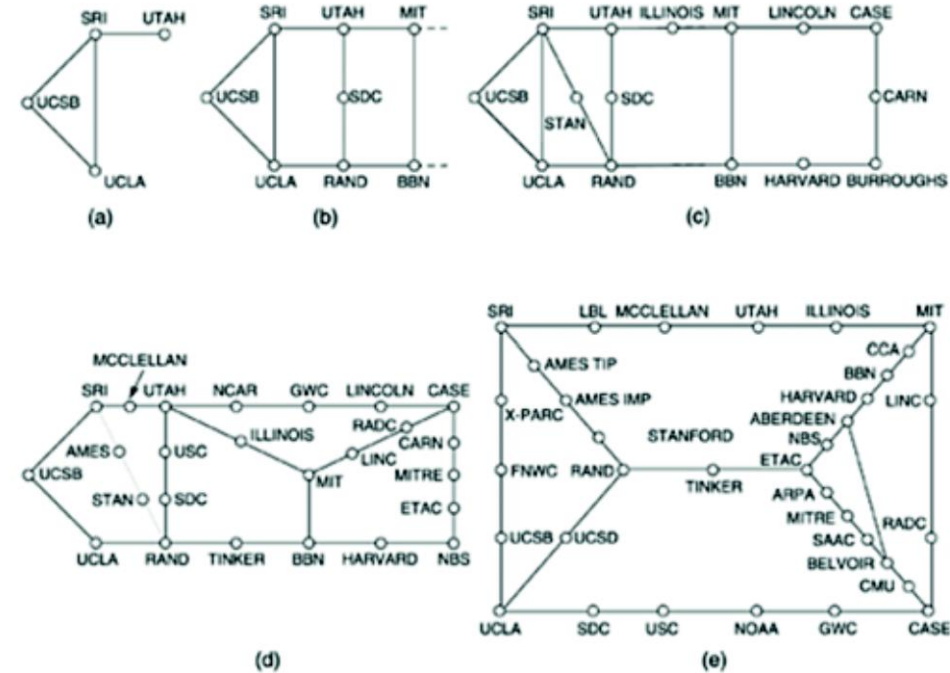 SRI UTAH
UCSB
UCLA
(a)
SRI UTAH MIT
UCSB SDC
UCLA RAND BBN
(b)
SRI UTAH ILLINOIS MIT LINCOLN CASE
UCSB SDC CARN
STAN
UCLA RAND BBN HARVARD BURROUGHS
(c)
MCCLELLAN
SRI UTAH NCAR GWC LINCOLN CASE
RADC
ILLINOIS CARN
AMES USC LINC
UCSB MIT MITRE
STAN SDC ETAC
UCLA RAND TINKER BBN HARVARD NBS
(d)
SRI LBL MCCLELLAN UTAH ILLINOIS MIT
CCA
AMES TIP BBN
AMES IMP HARVARD LINC
X-PARC ABERDEEN
STANFORD NBS
FNWC RAND ETAC
TINKER
ARPA
MITRE RADC
UCSB UCSD SAAC
BELVOIR
CMU
UCLA SDC USC NOAA GWC CASE
(e)